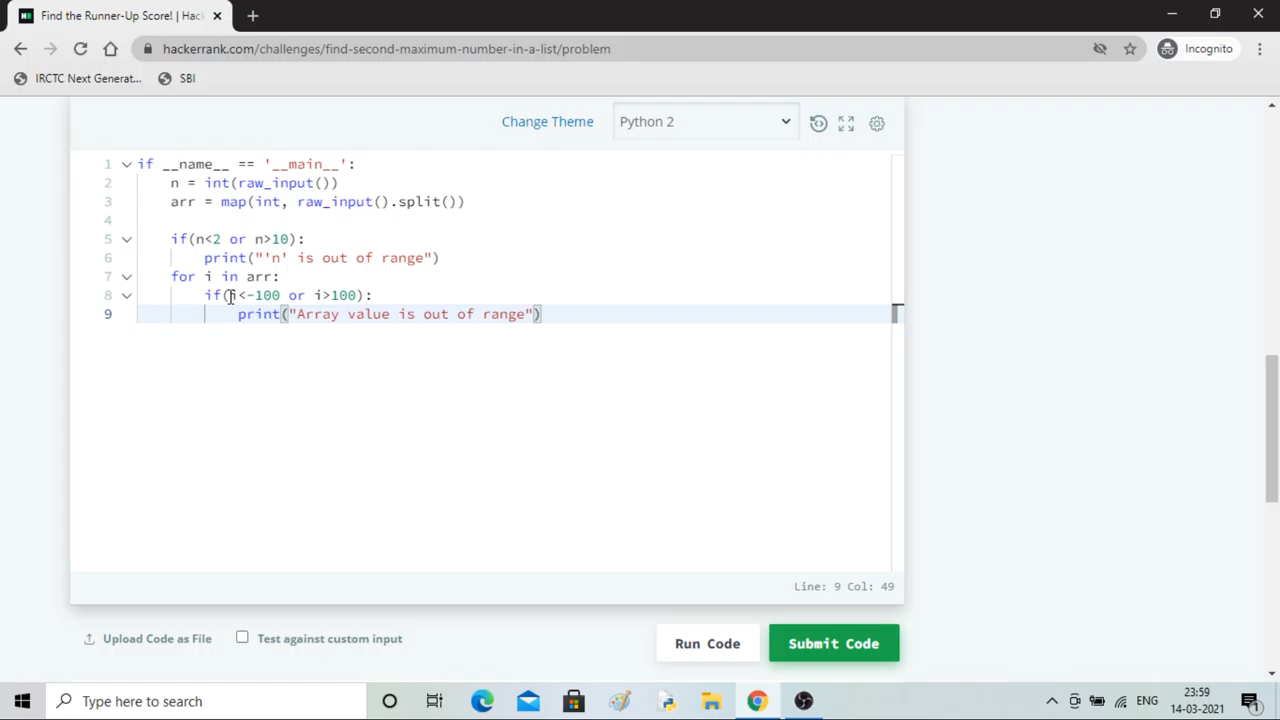 Find the Runner-Up Score! | Hac
hackerrank.com/challenges/find-second-maximum-number-in-a-list/problem
Incognito
IRCTC Next Generat...
SBI
Change Theme
Python 2
1 if __name__ == '__main__':
2 n = int(raw_input())
3 arr = map(int, raw_input().split())
4
5 if(n<2 or n>10):
6 print("'n' is out of range")
7 for i in arr:
8 if(i<-100 or i>100):
9 print("Array value is out of range")
Line: 9 Col: 49
Upload Code as File
Test against custom input
Run Code
Submit Code
Type here to search
ENG
23:59
14-03-2021
1